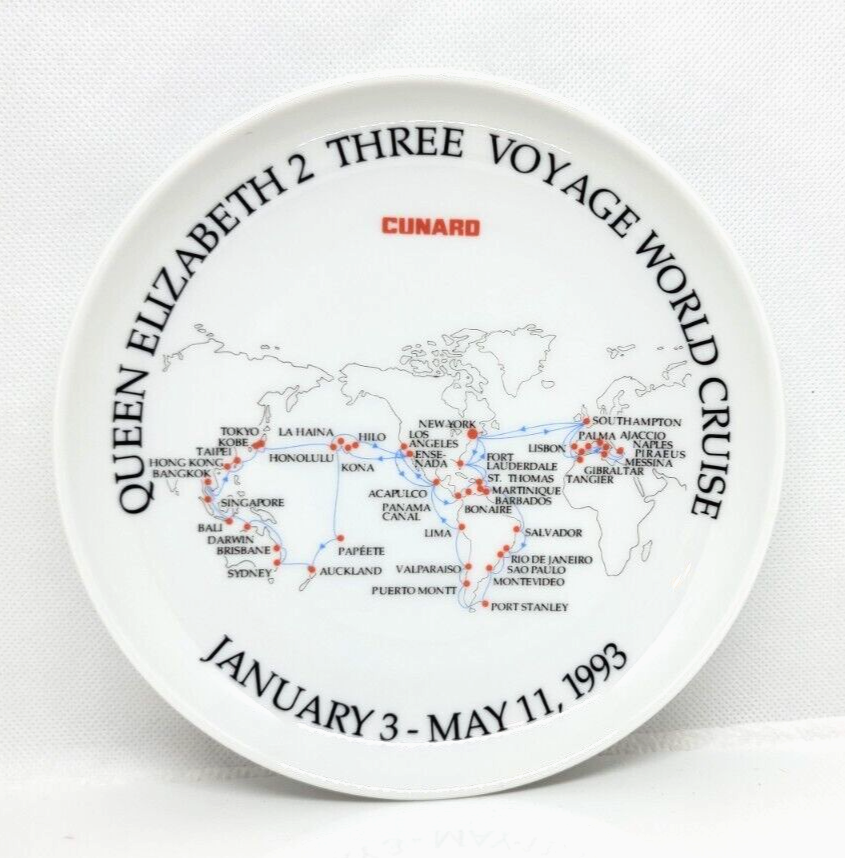 QUEEN ELIZABETH 2 THREE VOYAGE WORLD CRUISE
CUNARD
TOKYO
KOBE
TAIPEI
HONG KONG
BANGKOK
SINGAPORE
BALI
DARWIN
BRISBANE
SYDNEY
LA HAINA
HONOLULU
HILO
KONA
PAPÉETE
AUCKLAND
NEW YORK
LOS
ANGELES
ENSE-
NADA
ACAPULCO
PANAMA
CANAL
LIMA
VALPARAISO
PUERTO MONTT
FORT
LAUDERDALE
ST. THOMAS
MARTINIQUE
BARBADOS
BONAIRE
SALVADOR
RIO DE JANEIRO
SAO PAULO
MONTEVIDEO
PORT STANLEY
SOUTHAMPTON
LISBON
PALMA
AJACCIO
NAPLES
PIRAEUS
MESSINA
GIBRALTAR
TANGIER
JANUARY 3 - MAY 11, 1993